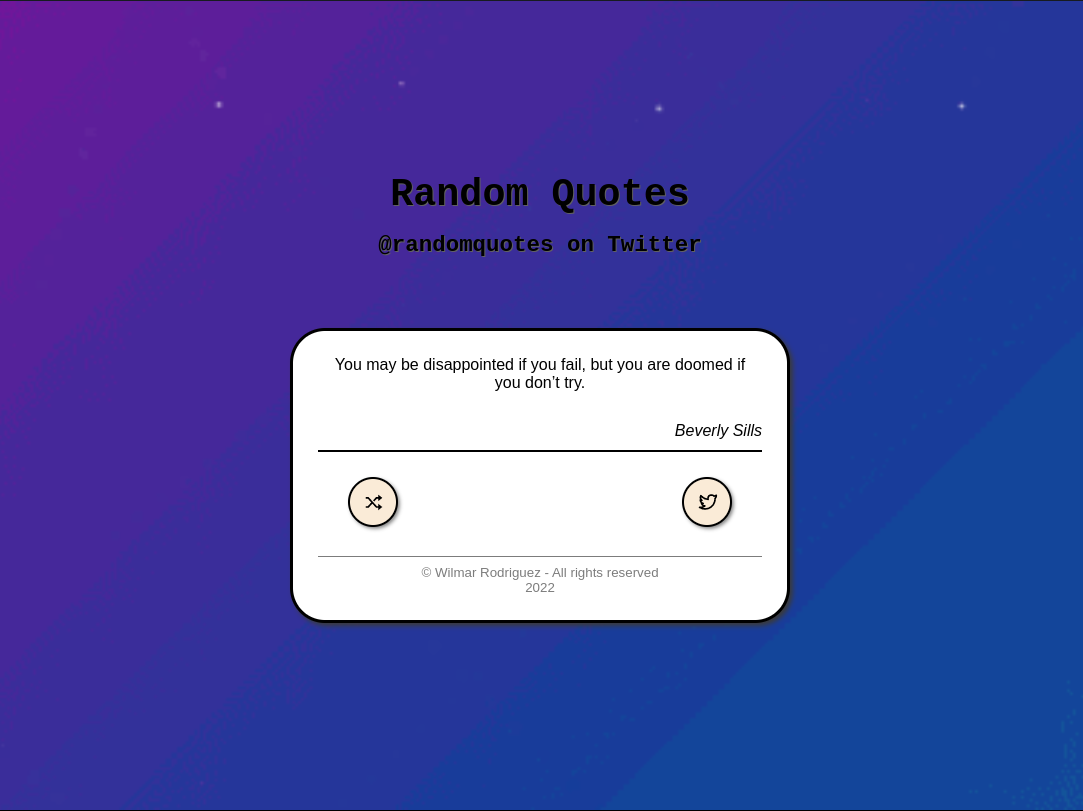 Random Quotes
@randomquotes on Twitter
You may be disappointed if you fail, but you are doomed if
you don’t try.
Beverly Sills
© Wilmar Rodriguez - All rights reserved
2022